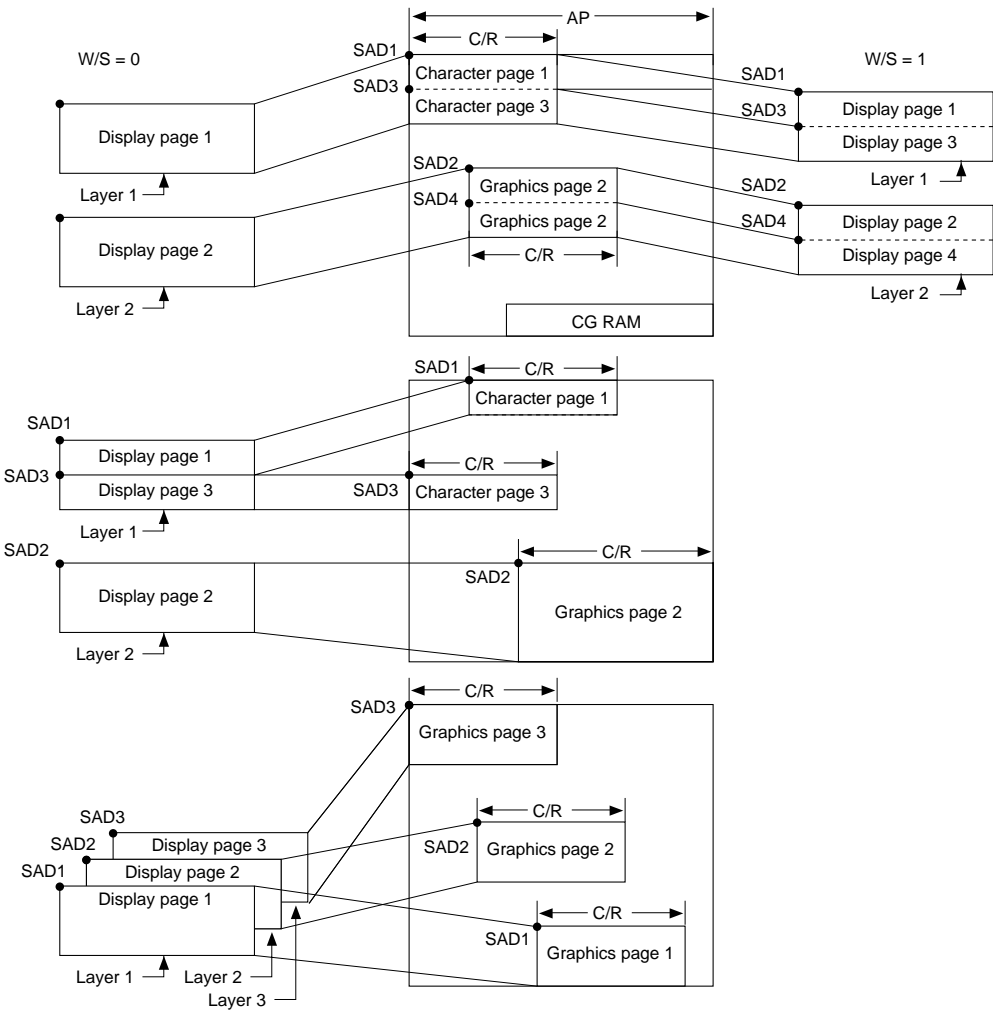 AP
C/R
W/S = 0
SAD1
W/S = 1
Character page 1
SAD1
SAD3
Character page 3
Display page 1
SAD3
Display page 1
Display page 3
Layer 1
Layer 1
SAD2
Graphics page 2
SAD2
SAD4
Graphics page 2
Display page 2
SAD4
Display page 2
C/R
Display page 4
Layer 2
Layer 2
CG RAM
SAD1
C/R
Character page 1
SAD1
Display page 1
C/R
SAD3
Display page 3
SAD3
Character page 3
Layer 1
SAD2
C/R
SAD2
Display page 2
Graphics page 2
Layer 2
C/R
SAD3
Graphics page 3
C/R
SAD3
Display page 3
SAD2
SAD2
Graphics page 2
Display page 2
SAD1
Display page 1
C/R
SAD1
Graphics page 1
Layer 1
Layer 2
Layer 3